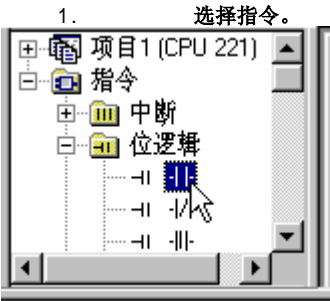 1. 选择指令。
项目1 (CPU 221)
指令
中断
位逻辑
-| |-
-|/|-
-|I|-